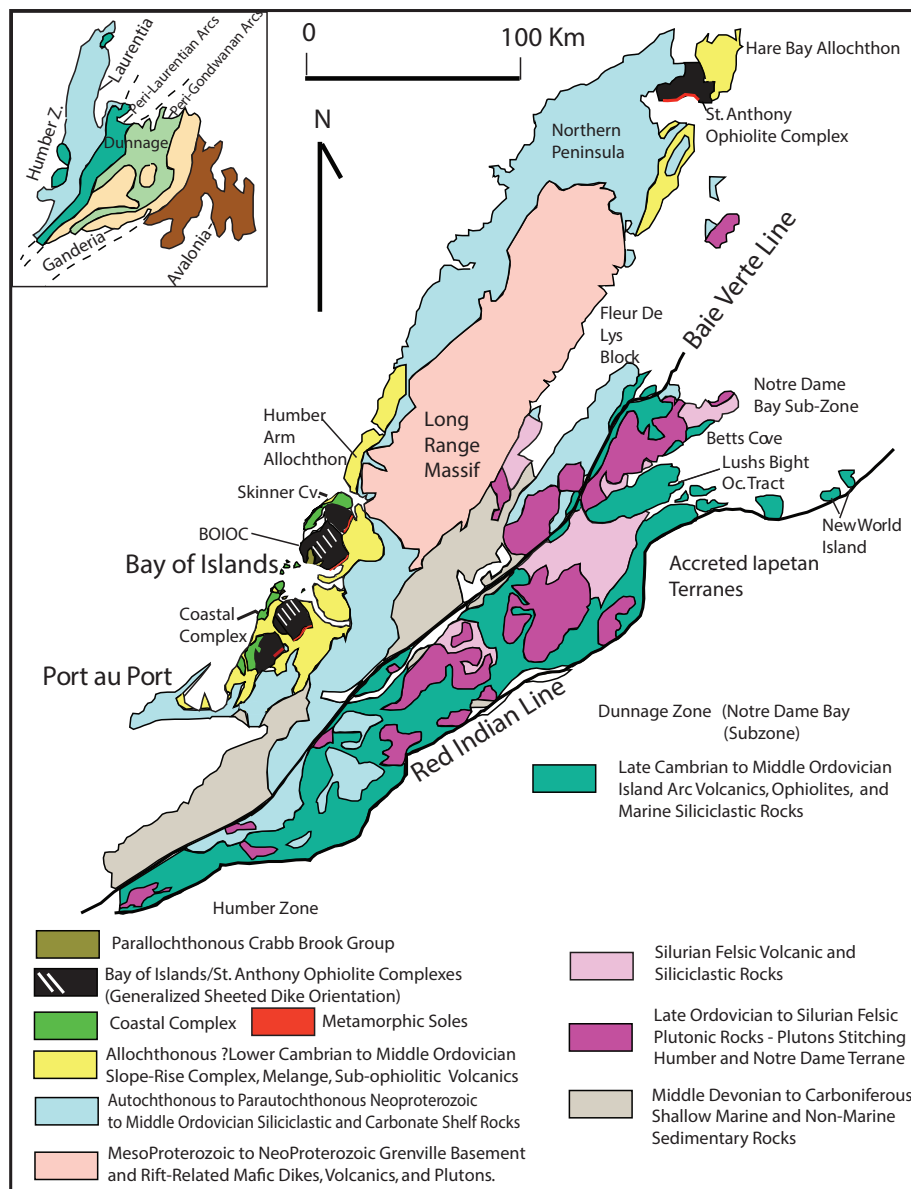 Laurentia
Peri-Laurentian Arcs
Peri-Gondwanan Arcs
Humber Z.
Dunnage
Ganderia
Avalonia
0
100 Km
N
Hare Bay Allochthon
St. Anthony
Ophiolite Complex
Northern
Peninsula
Baie Verte Line
Fleur De
Lys
Block
Notre Dame
Bay Sub-Zone
Betts Cove
Lushs Bight
Oc. Tract
New World
Island
Humber
Arm
Allochthon
Long
Range
Massif
Skinner Cv.
BOIOC
Bay of Islands
Accreted Iapetan
Terranes
Coastal
Complex
Port au Port
Red Indian Line
Dunnage Zone (Notre Dame Bay
(Subzone)
Late Cambrian to Middle Ordovician
Island Arc Volcanics, Ophiolites, and
Marine Siliciclastic Rocks
Humber Zone
Parallochthonous Crabb Brook Group
Bay of Islands/St. Anthony Ophiolite Complexes
(Generalized Sheeted Dike Orientation)
Coastal Complex
Metamorphic Soles
Allochthonous ?Lower Cambrian to Middle Ordovician
Slope-Rise Complex, Melange, Sub-ophiolitic Volcanics
Autochthonous to Parautochthonous Neoproterozoic
to Middle Ordovician Siliciclastic and Carbonate Shelf Rocks
MesoProterozoic to NeoProterozoic Grenville Basement
and Rift-Related Mafic Dikes, Volcanics, and Plutons.
Silurian Felsic Volcanic and
Siliciclastic Rocks
Late Ordovician to Silurian Felsic
Plutonic Rocks - Plutons Stitching
Humber and Notre Dame Terrane
Middle Devonian to Carboniferous
Shallow Marine and Non-Marine
Sedimentary Rocks